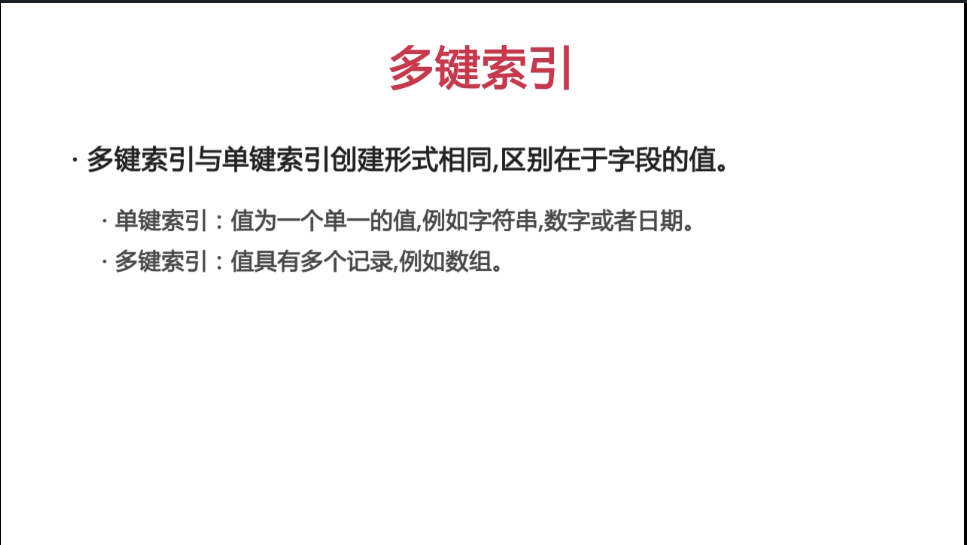 多键索引
· 多键索引与单键索引创建形式相同,区别在于字段的值。
· 单键索引：值为一个单一的值,例如字符串,数字或者日期。
· 多键索引：值具有多个记录,例如数组。